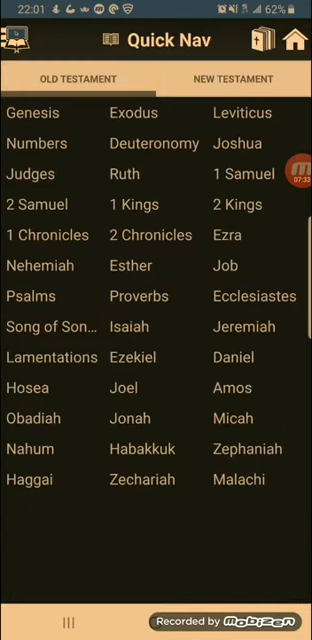 22:01 62%
Quick Nav
OLD TESTAMENT NEW TESTAMENT
Genesis Exodus Leviticus
Numbers Deuteronomy Joshua
Judges Ruth 1 Samuel
07:33
2 Samuel 1 Kings 2 Kings
1 Chronicles 2 Chronicles Ezra
Nehemiah Esther Job
Psalms Proverbs Ecclesiastes
Song of Son... Isaiah Jeremiah
Lamentations Ezekiel Daniel
Hosea Joel Amos
Obadiah Jonah Micah
Nahum Habakkuk Zephaniah
Haggai Zechariah Malachi
Recorded by mobizen